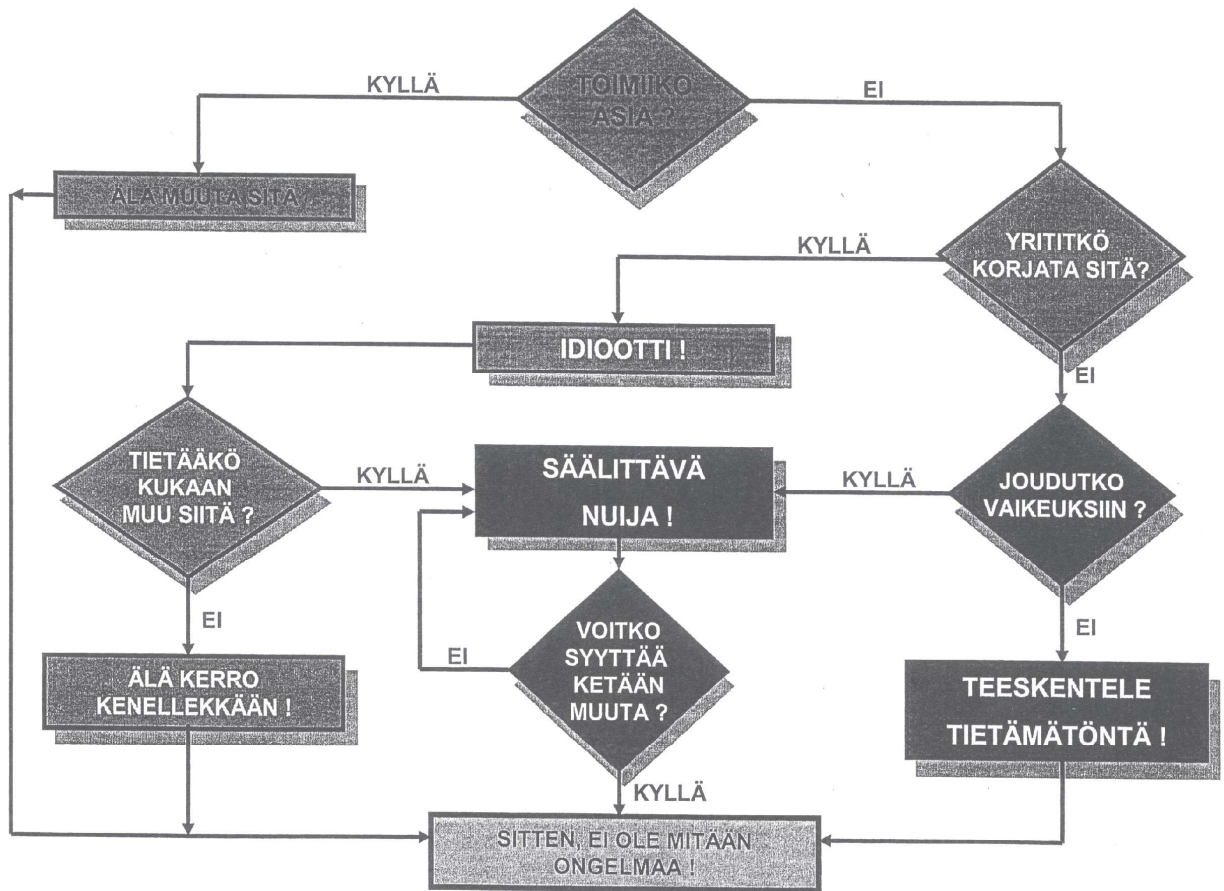 TOIMIIKO
ASIA ?
KYLLÄ
EI
ÄLÄ MUUTA SITÄ
YRITITKÖ
KORJATA SITÄ?
KYLLÄ
IDIOOTTI !
EI
TIETÄÄKÖ
KUKAAN
MUU SIITÄ ?
KYLLÄ
SÄÄLITTÄVÄ
NUIJA !
KYLLÄ
JOUDUTKO
VAIKEUKSIIN ?
EI
EI
VOITKO
SYYTTÄÄ
KETÄÄN
MUUTA ?
EI
ÄLÄ KERRO
KENELLEKKÄÄN !
TEESKENTELE
TIETÄMÄTÖNTÄ !
KYLLÄ
SITTEN, EI OLE MITÄÄN
ONGELMAA !